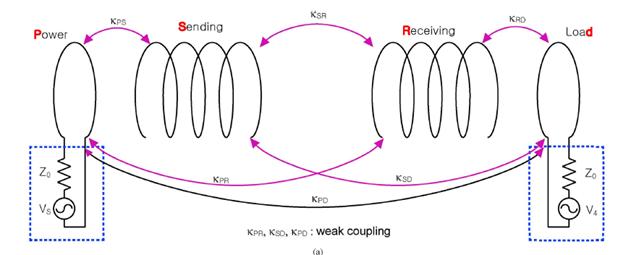 κPS
κSR
κRD
Power
Sending
Receiving
Load
Z0
VS
κPR
κSD
κPD
Z0
V4
κPR, κSD, κPD : weak coupling
(a)